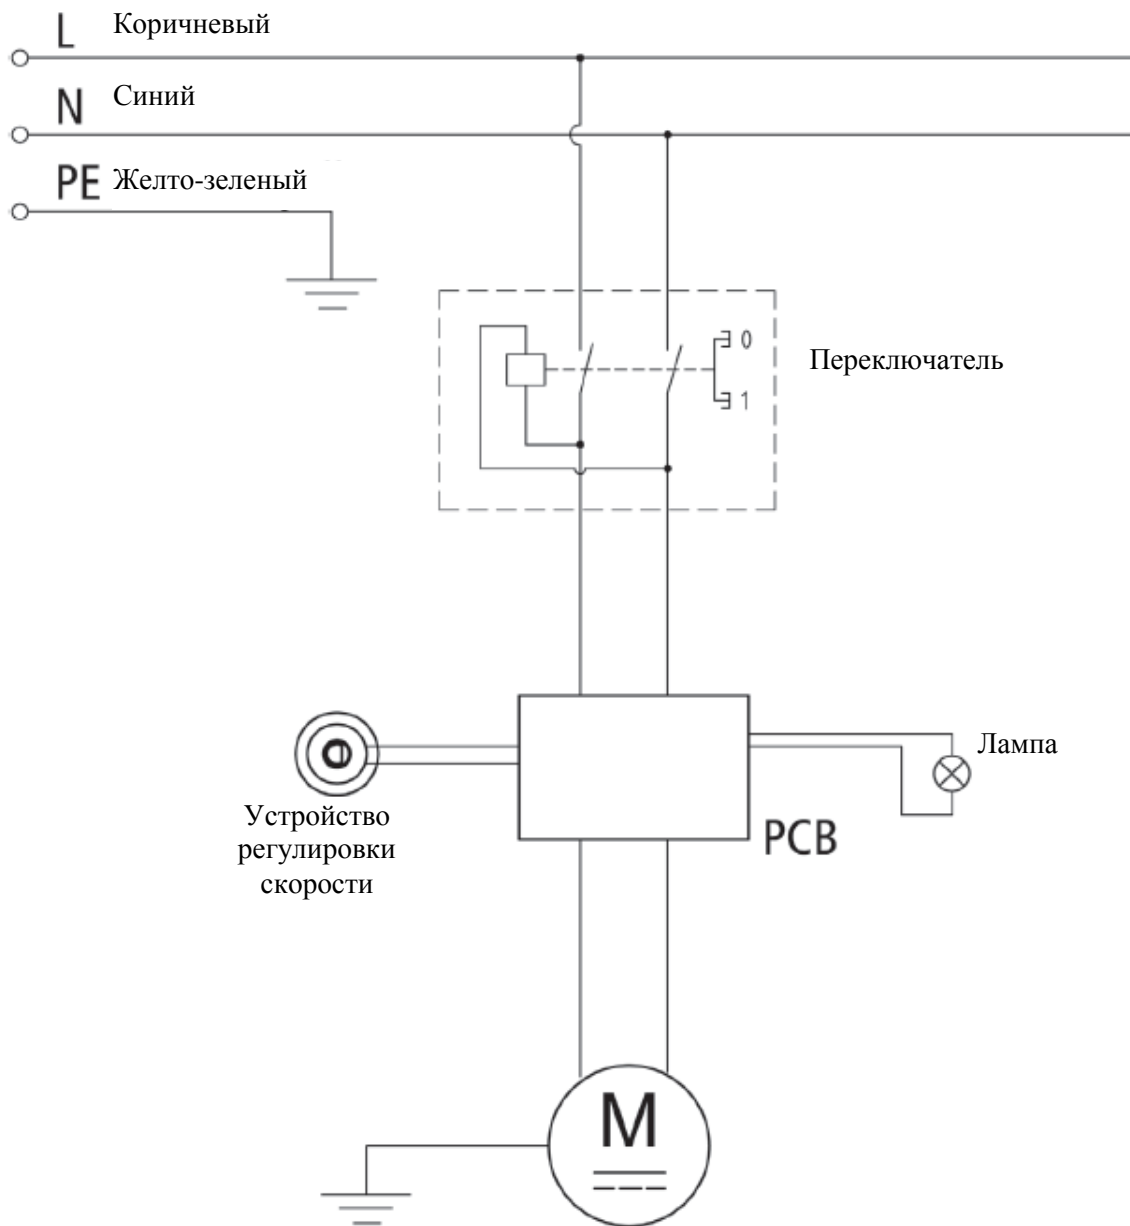 L Коричневый
N Синий
PE Желто-зеленый
0
Переключатель
1
Лампа
Устройство
регулировки
скорости
PCB
M